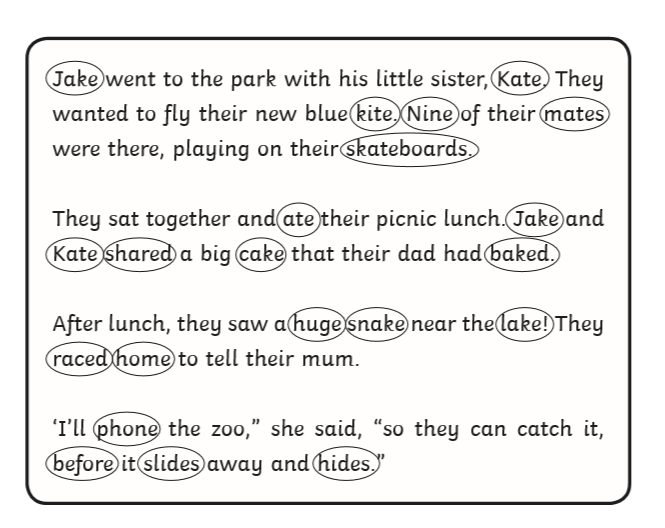 Jake went to the park with his little sister, Kate. They
wanted to fly their new blue kite. Nine of their mates
were there, playing on their skateboards.
They sat together and ate their picnic lunch. Jake and
Kate shared a big cake that their dad had baked.
After lunch, they saw a huge snake near the lake! They
raced home to tell their mum.
‘I’ll phone the zoo,” she said, “so they can catch it,
before it slides away and hides.”